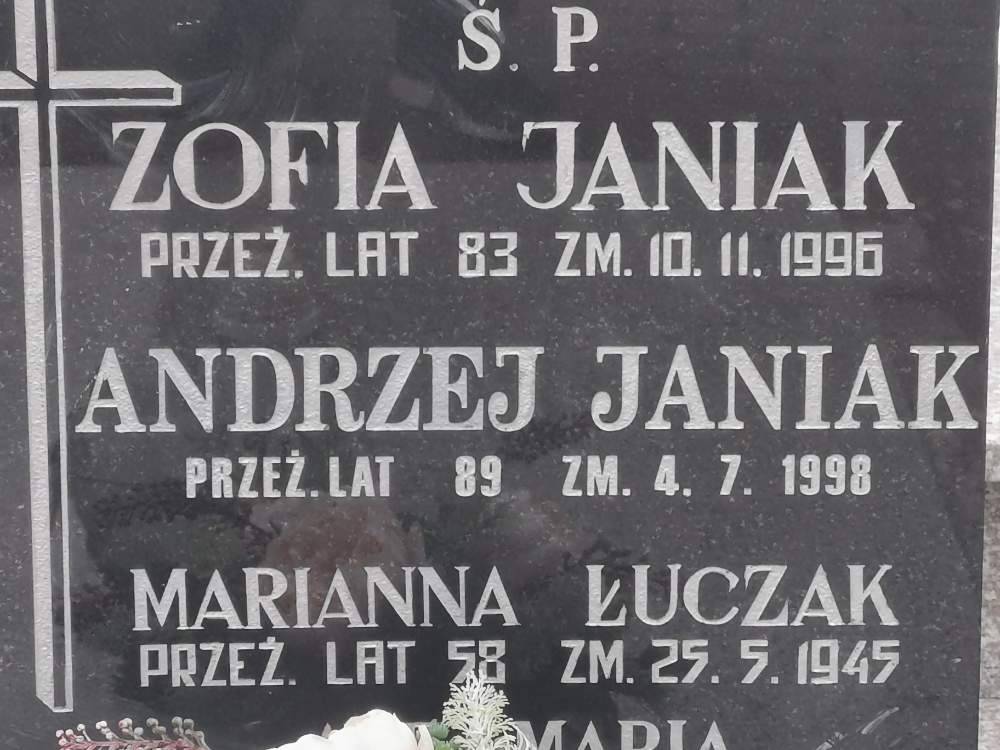 Ś. P.
ZOFIA JANIAK
PRZEŻ. LAT 83 ZM. 10. 11. 1996
ANDRZEJ JANIAK
PRZEŻ. LAT 89 ZM. 4. 7. 1998
MARIANNA ŁUCZAK
PRZEŻ. LAT 58 ZM. 25. 5. 1945
MARIA